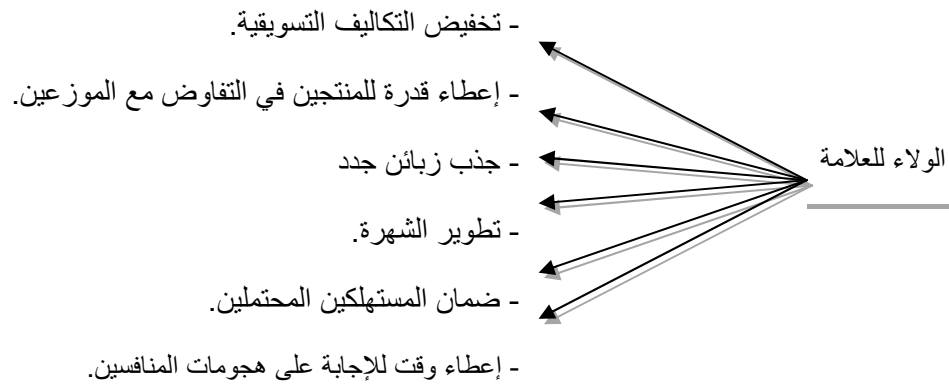 - تخفيض التكاليف التسويقية.
- إعطاء قدرة للمنتجين في التفاوض مع الموزعين.
الولاء للعلامة
- جذب زبائن جدد
- تطوير الشهرة.
- ضمان المستهلكين المحتملين.
- إعطاء وقت للإجابة على هجومات المنافسين.